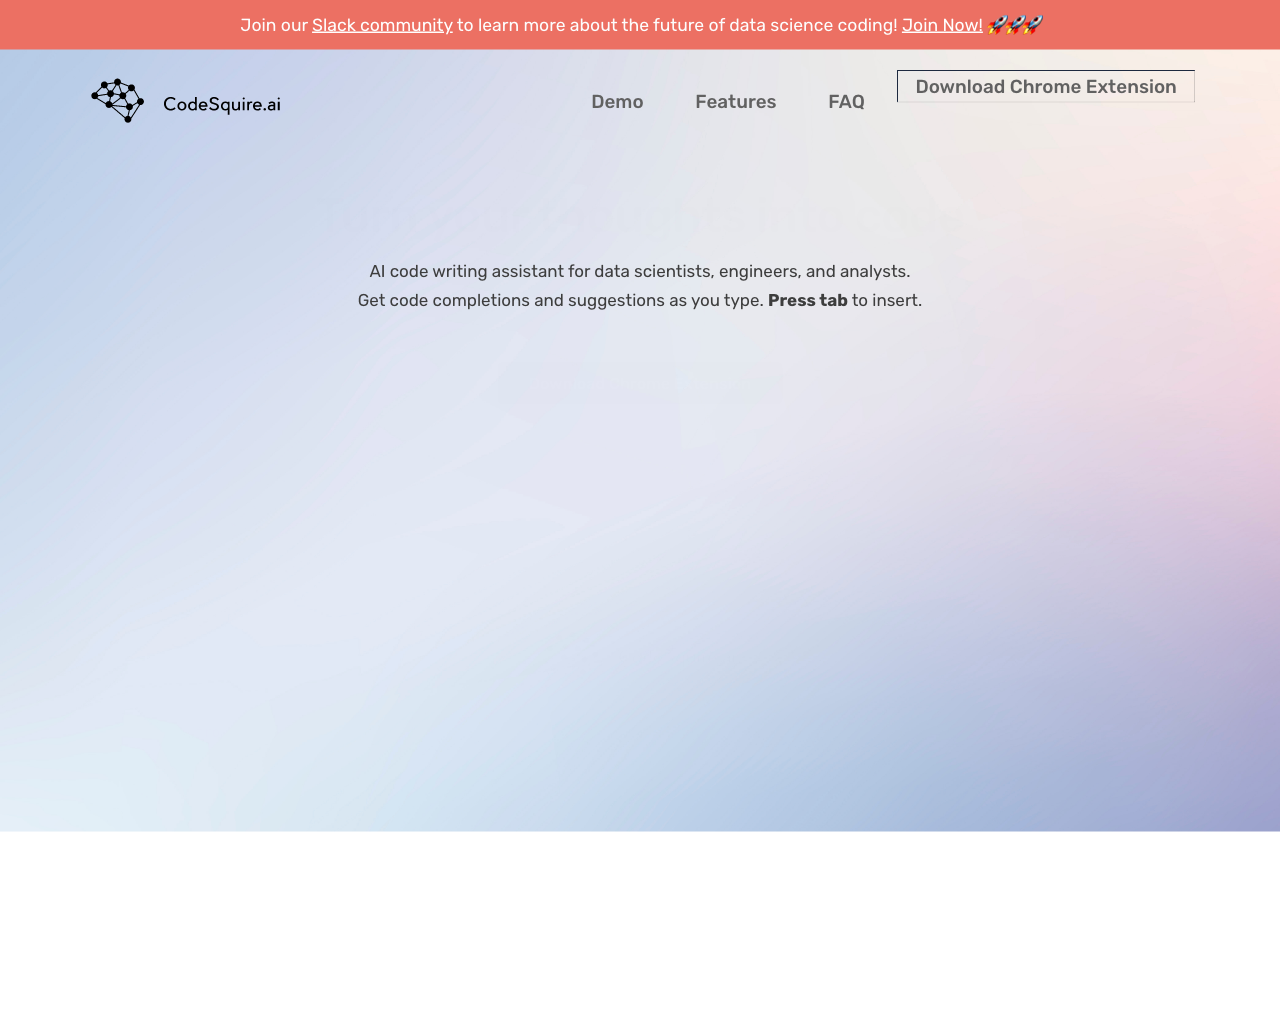 Join our Slack community to learn more about the future of data science coding! Join Now! 🚀🚀🚀
CodeSquire.ai
Demo
Features
FAQ
Download Chrome Extension
AI code writing assistant for data scientists, engineers, and analysts.
Get code completions and suggestions as you type. Press tab to insert.